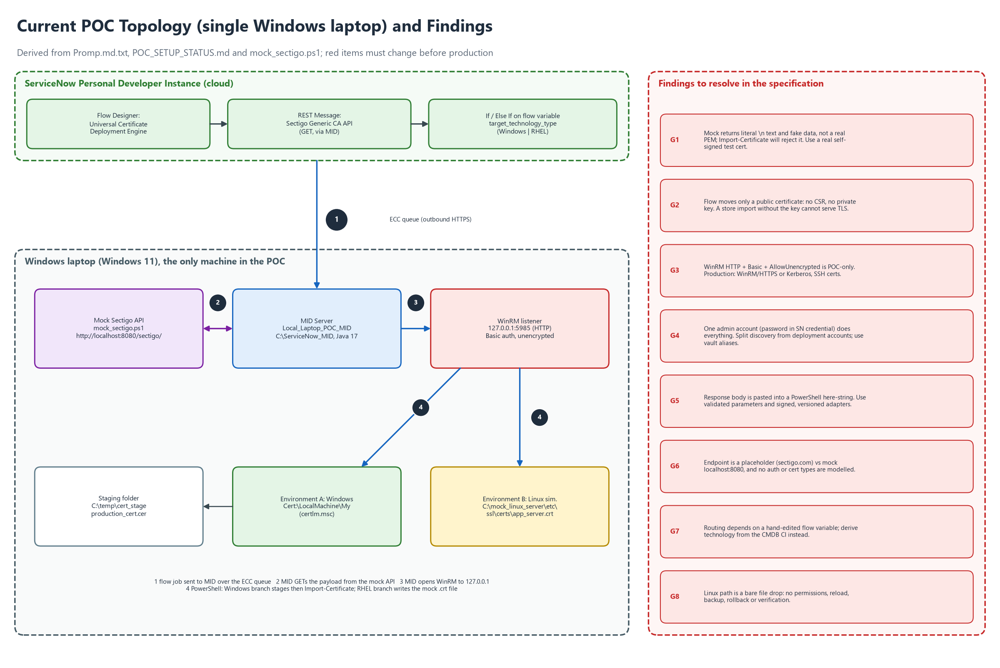 Current POC Topology (single Windows laptop) and Findings
Derived from Promp.md.txt, POC_SETUP_STATUS.md and mock_sectigo.ps1; red items must change before production
ServiceNow Personal Developer Instance (cloud)
Flow Designer:
Universal Certificate
Deployment Engine
REST Message:
Sectigo Generic CA API
(GET, via MID)
If / Else If on flow variable
target_technology_type
(Windows | RHEL)
1
ECC queue (outbound HTTPS)
Windows laptop (Windows 11), the only machine in the POC
Mock Sectigo API
mock_sectigo.ps1
http://localhost:8080/sectigo/
2
MID Server
Local_Laptop_POC_MID
C:\ServiceNow_MID, Java 17
3
WinRM listener
127.0.0.1:5985 (HTTP)
Basic auth, unencrypted
4
4
Staging folder
C:\temp\cert_stage
production_cert.cer
Environment A: Windows
Cert:\LocalMachine\My
(certlm.msc)
Environment B: Linux sim.
C:\mock_linux_server\etc\
ssl\certs\app_server.crt
1 flow job sent to MID over the ECC queue   2 MID GETs the payload from the mock API   3 MID opens WinRM to 127.0.0.1
4 PowerShell: Windows branch stages then Import-Certificate; RHEL branch writes the mock .crt file
Findings to resolve in the specification
G1
Mock returns literal \n text and fake data, not a real
PEM; Import-Certificate will reject it. Use a real self-
signed test cert.
G2
Flow moves only a public certificate: no CSR, no private
key. A store import without the key cannot serve TLS.
G3
WinRM HTTP + Basic + AllowUnencrypted is POC-only.
Production: WinRM/HTTPS or Kerberos, SSH certs.
G4
One admin account (password in SN credential) does
everything. Split discovery from deployment accounts; use
vault aliases.
G5
Response body is pasted into a PowerShell here-string. Use
validated parameters and signed, versioned adapters.
G6
Endpoint is a placeholder (sectigo.com) vs mock
localhost:8080, and no auth or cert types are modelled.
G7
Routing depends on a hand-edited flow variable; derive
technology from the CMDB CI instead.
G8
Linux path is a bare file drop: no permissions, reload,
backup, rollback or verification.